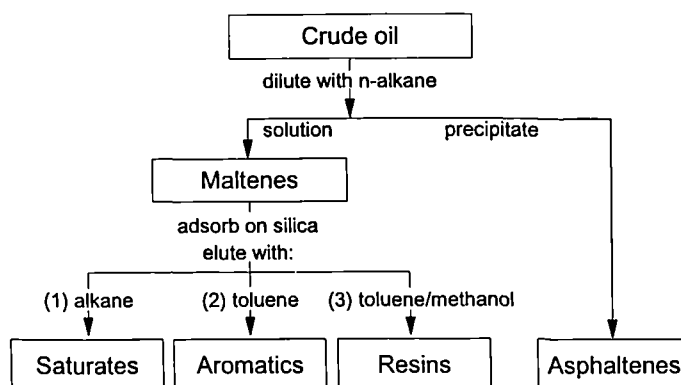 Crude oil
dilute with n-alkane
solution
precipitate
Maltenes
adsorb on silica
elute with:
(1) alkane
(2) toluene
(3) toluene/methanol
Saturates
Aromatics
Resins
Asphaltenes